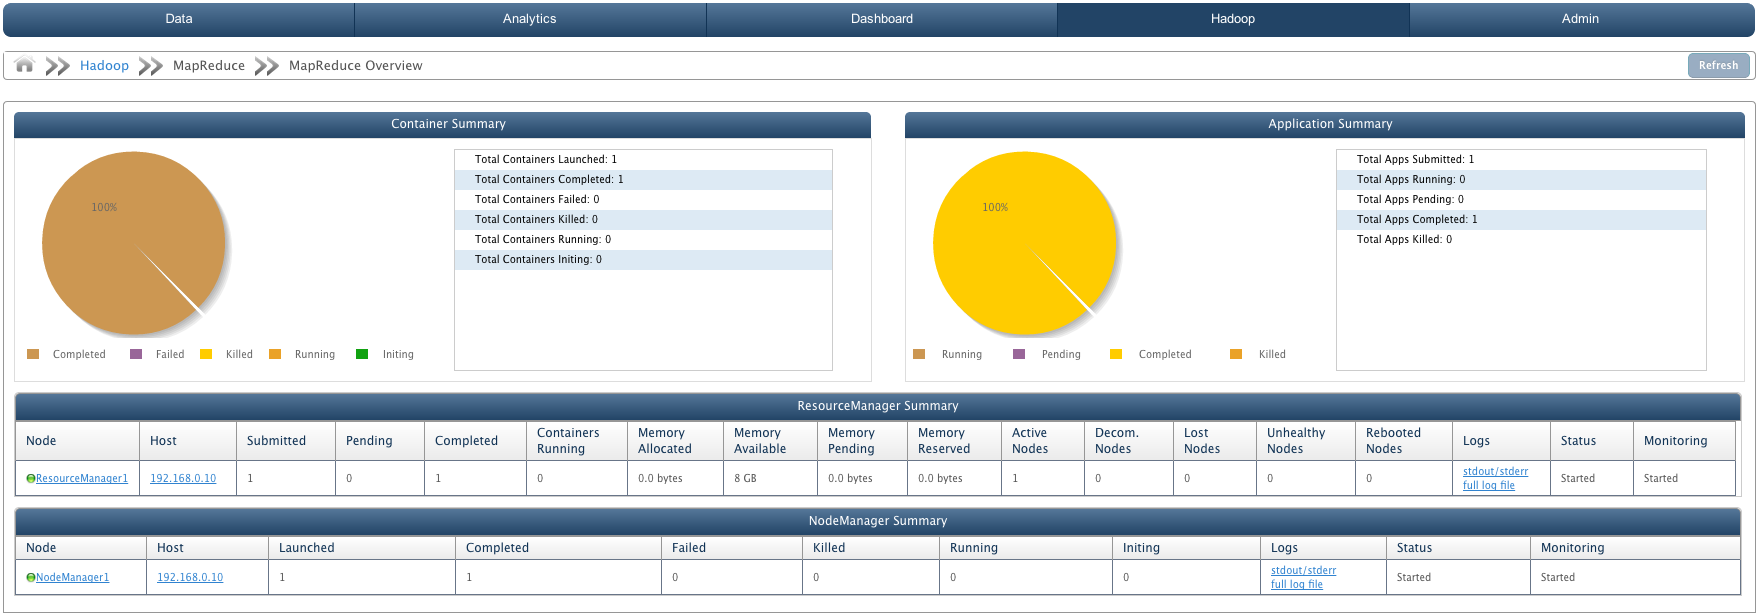 Data Analytics Dashboard Hadoop Admin
Hadoop MapReduce MapReduce Overview Refresh
Container Summary
100%
Total Containers Launched: 1
Total Containers Completed: 1
Total Containers Failed: 0
Total Containers Killed: 0
Total Containers Running: 0
Total Containers Initing: 0
Completed Failed Killed Running Initing
Application Summary
100%
Total Apps Submitted: 1
Total Apps Running: 0
Total Apps Pending: 0
Total Apps Completed: 1
Total Apps Killed: 0
Running Pending Completed Killed
ResourceManager Summary
Node Host Submitted Pending Completed Containers Running Memory Allocated Memory Available Memory Pending Memory Reserved Active Nodes Decom. Nodes Lost Nodes Unhealthy Nodes Rebooted Nodes Logs Status Monitoring
ResourceManager1 192.168.0.10 1 0 1 0 0.0 bytes 8 GB 0.0 bytes 0.0 bytes 1 0 0 0 0 stdout/stderr full log file Started Started
NodeManager Summary
Node Host Launched Completed Failed Killed Running Initing Logs Status Monitoring
NodeManager1 192.168.0.10 1 1 0 0 0 0 stdout/stderr full log file Started Started